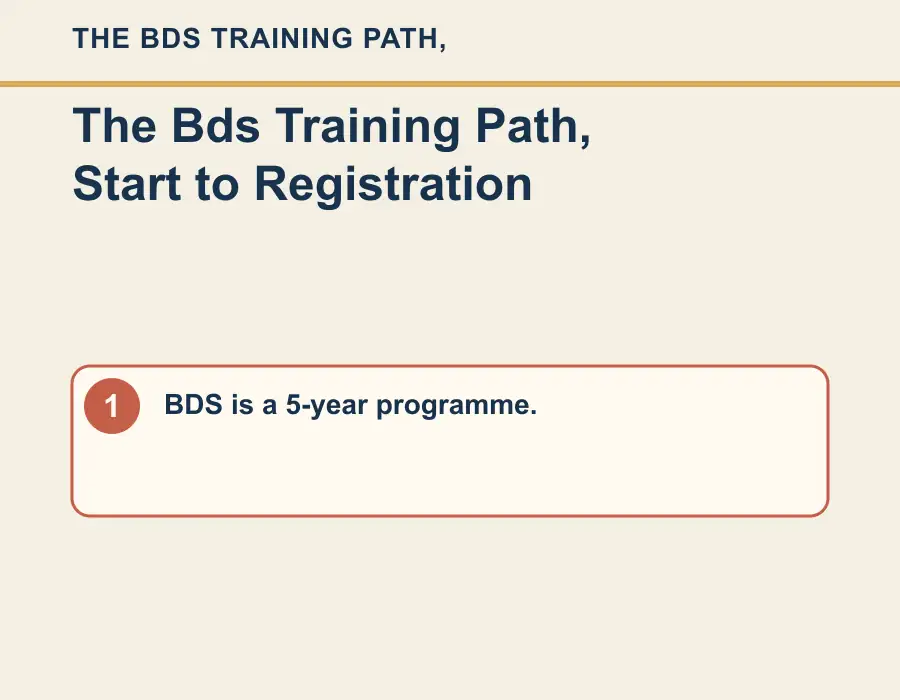 THE BDS TRAINING PATH,
The Bds Training Path,
Start to Registration
1
BDS is a 5-year programme.